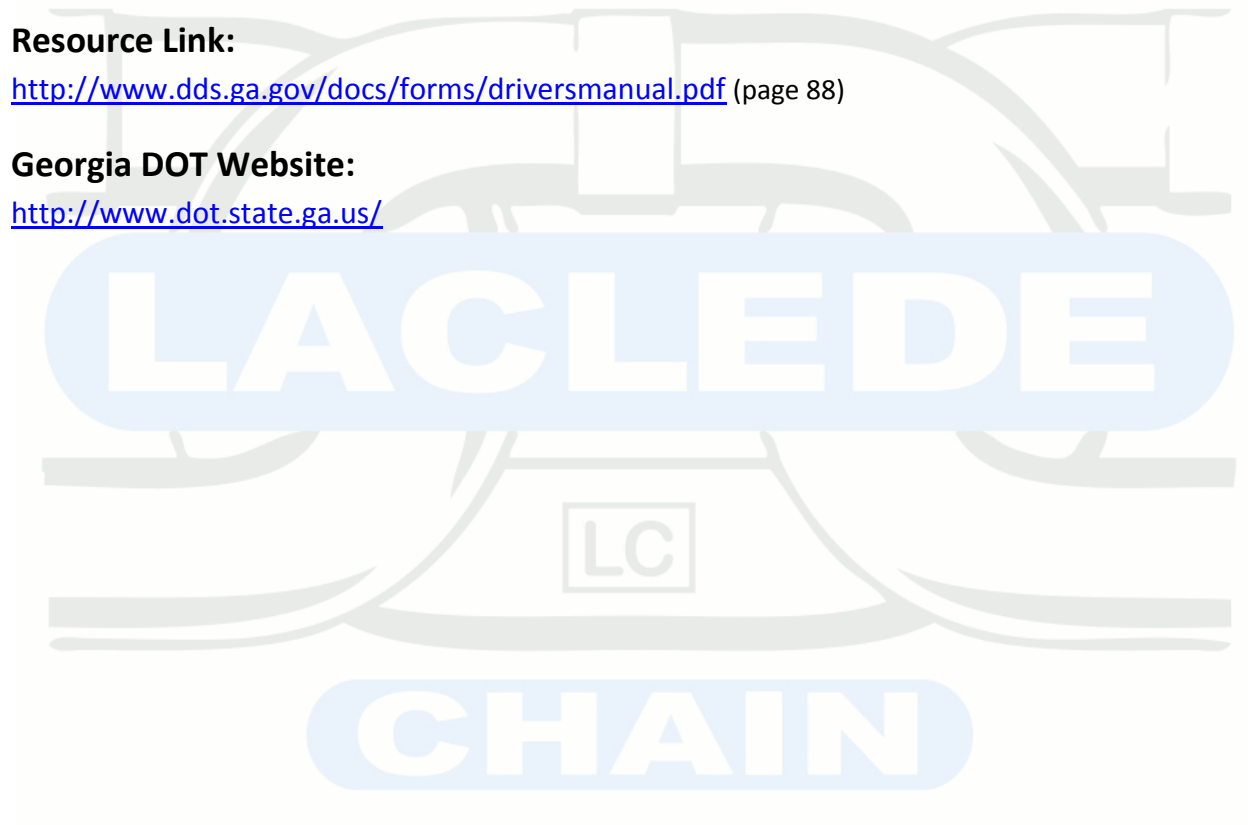 Resource Link:
http://www.dds.ga.gov/docs/forms/driversmanual.pdf (page 88)
Georgia DOT Website:
http://www.dot.state.ga.us/
LACLEDE
LC
CHAIN